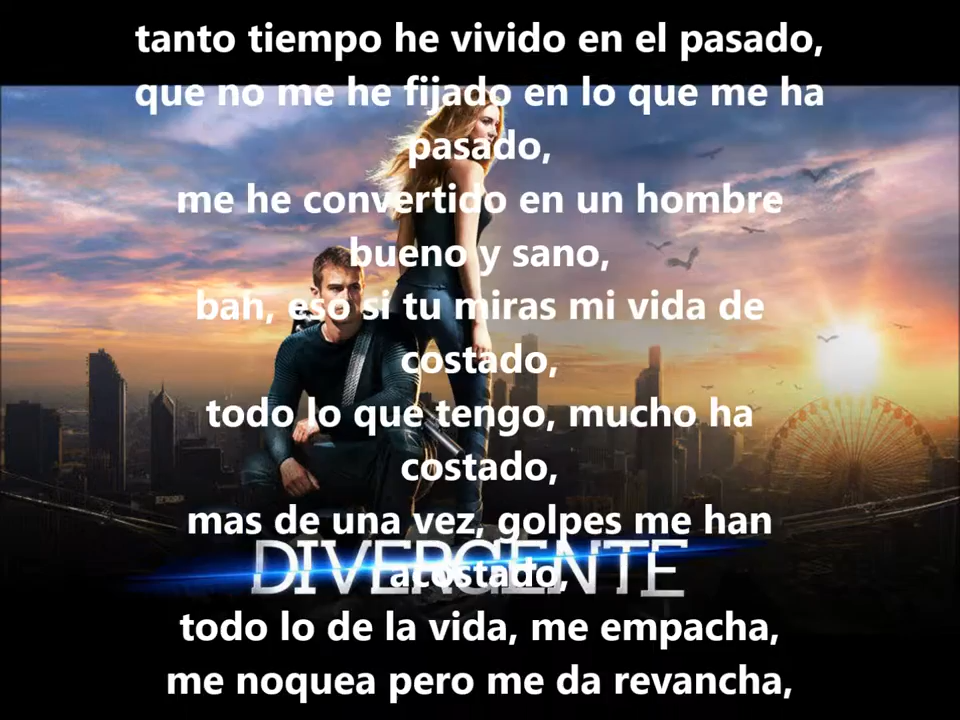 tanto tiempo he vivido en el pasado,
que no me he fijado en lo que me ha
pasado,
me he convertido en un hombre
bueno y sano,
bah, eso si tu miras mi vida de
costado,
todo lo que tengo, mucho ha
costado,
mas de una vez, golpes me han
DIVERGENTE
acostado,
todo lo de la vida, me empacha,
me noquea pero me da revancha,